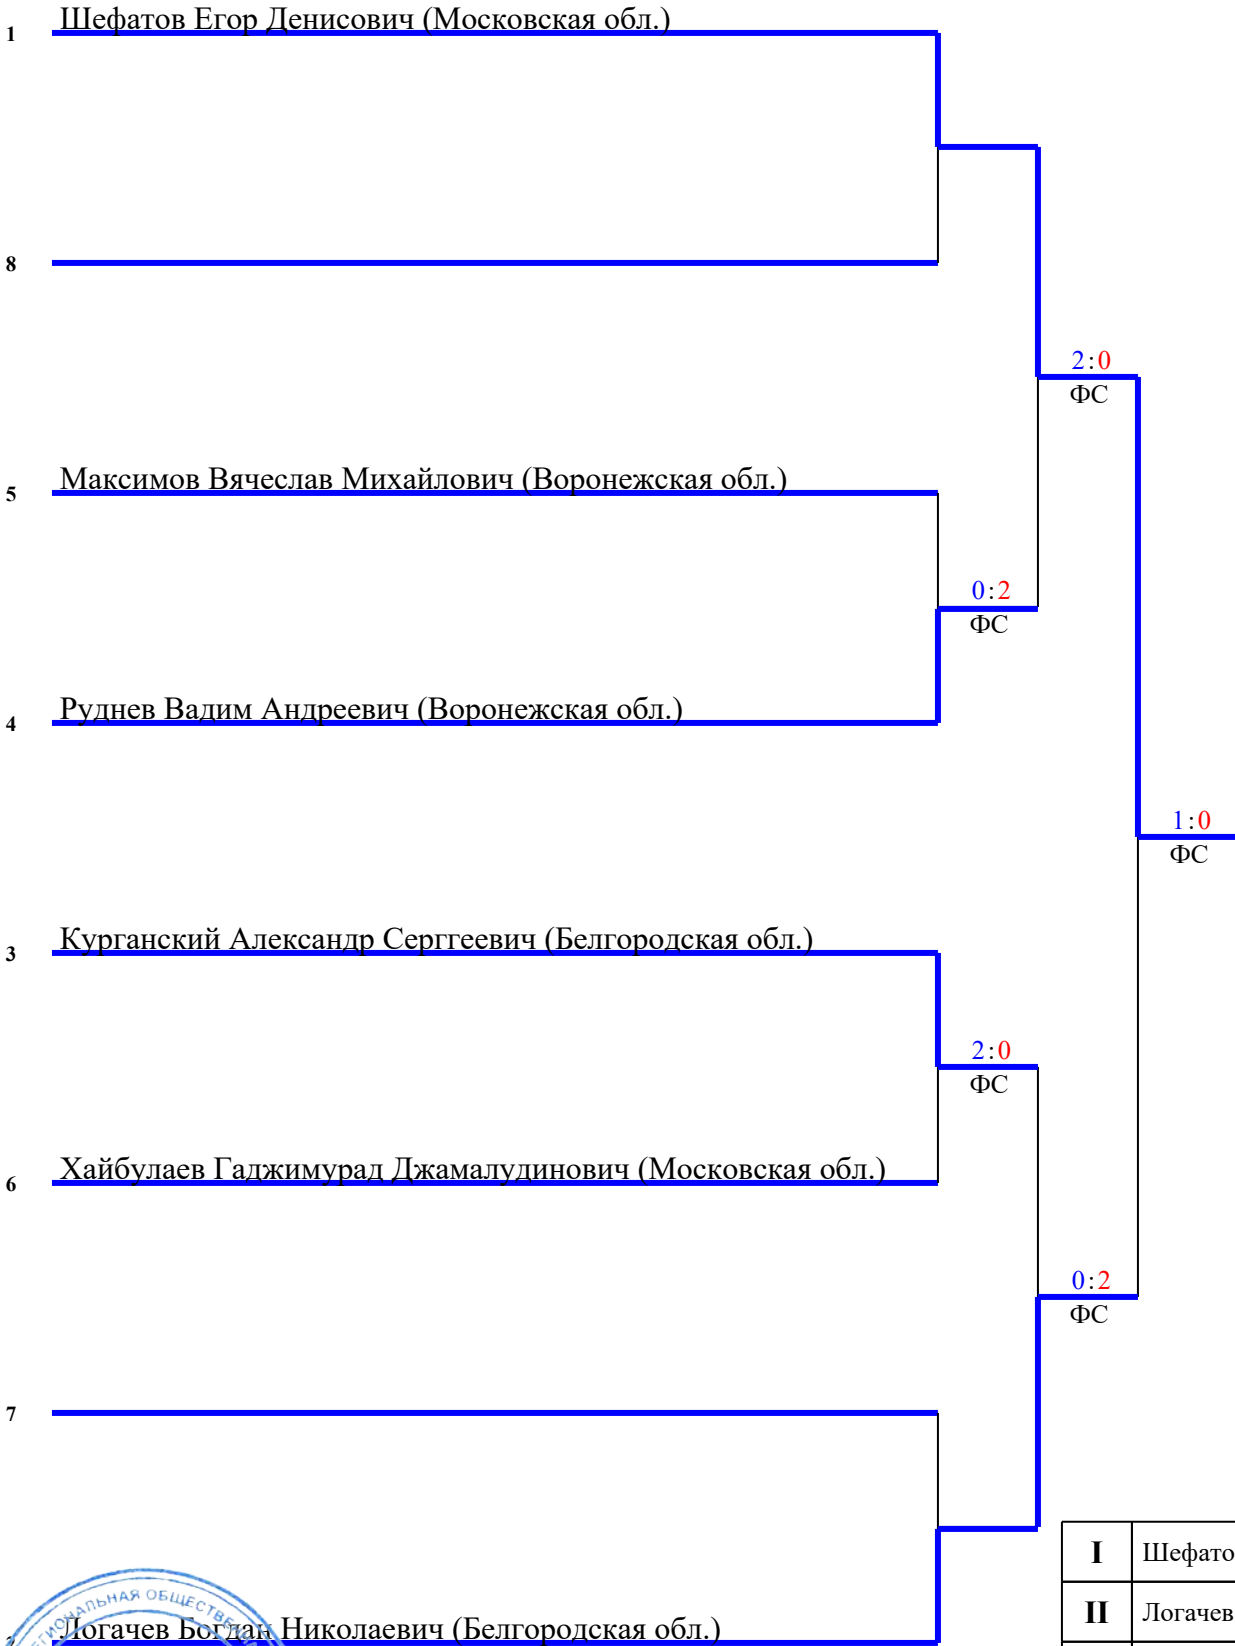 1 Шефатов Егор Денисович (Московская обл.)
8
2:0
ФС
5 Максимов Вячеслав Михайлович (Воронежская обл.)
0:2
ФС
4 Руднев Вадим Андреевич (Воронежская обл.)
1:0
ФС
3 Курганский Александр Серггеевич (Белгородская обл.)
2:0
ФС
6 Хайбулаев Гаджимурад Джамалудинович (Московская обл.)
0:2
ФС
7
I Шефато
II Логачев
Логачев Богдан Николаевич (Белгородская обл.)